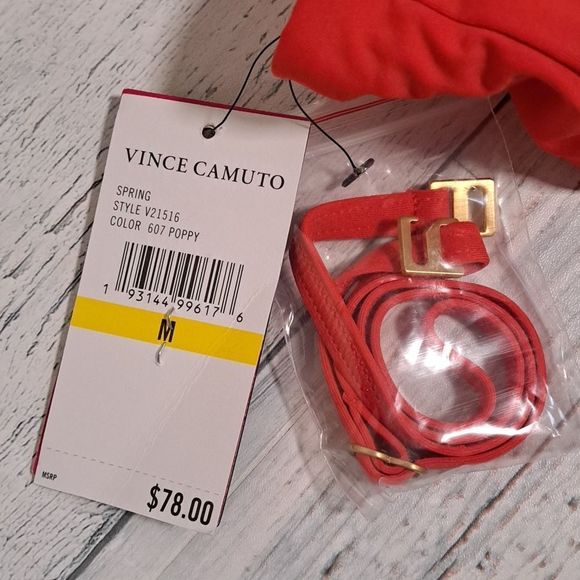 VINCE CAMUTO
SPRING
STYLE V21516
COLOR 607 POPPY
1 93144 99617 6
M
MSRP
$78.00